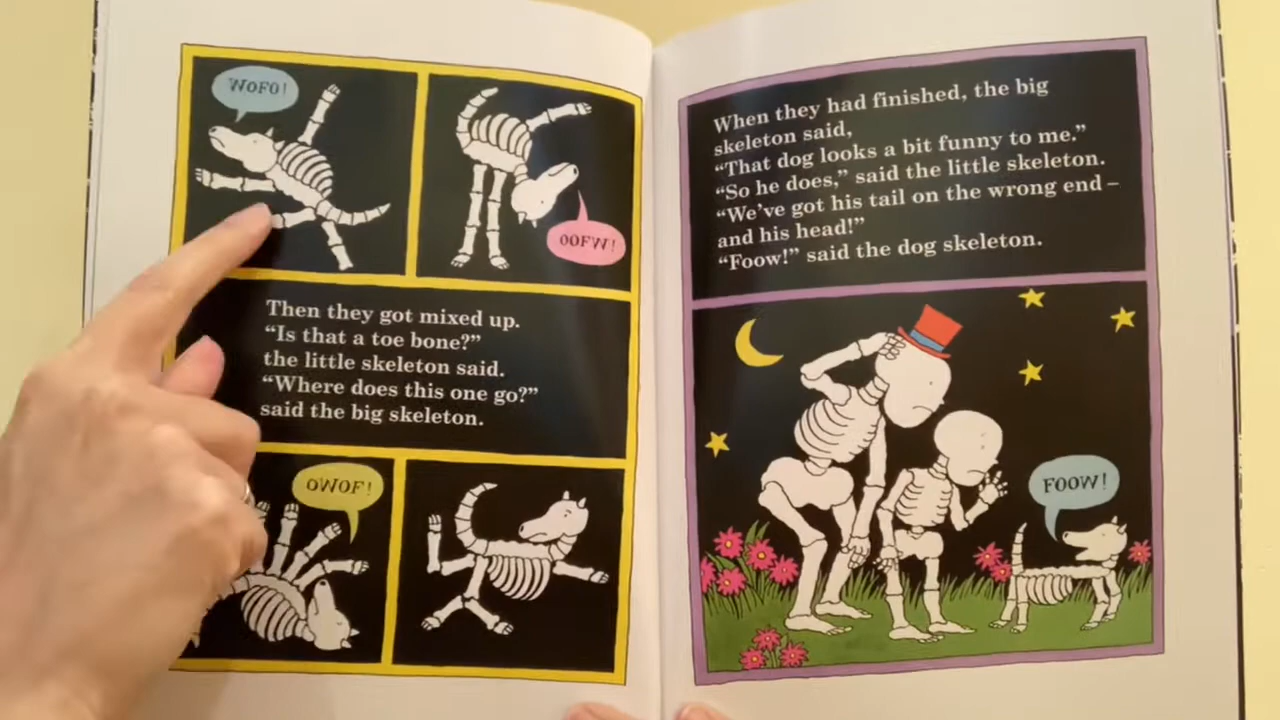 WOFO!
OOFW!
Then they got mixed up.
“Is that a toe bone?”
the little skeleton said.
“Where does this one go?”
said the big skeleton.
OWOF!
When they had finished, the big
skeleton said,
“That dog looks a bit funny to me.”
“So he does,” said the little skeleton.
“We’ve got his tail on the wrong end –
and his head!”
“Foow!” said the dog skeleton.
FOOW!